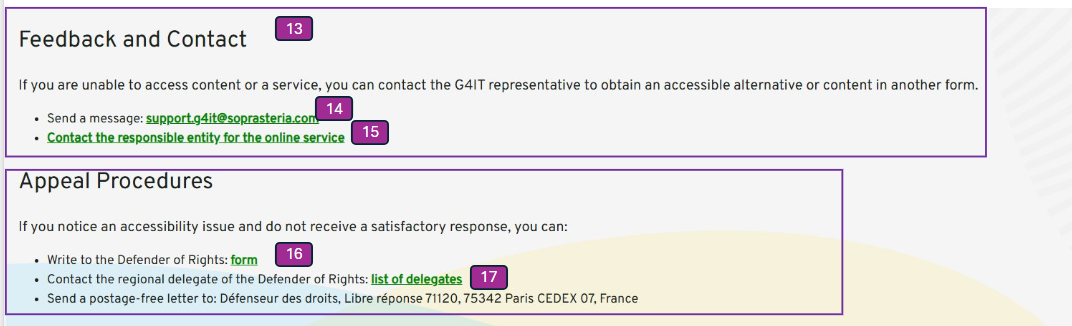 Feedback and Contact 13
If you are unable to access content or a service, you can contact the G4IT representative to obtain an accessible alternative or content in another form.
• Send a message: support.g4it@soprasteria.com 14
• Contact the responsible entity for the online service 15
Appeal Procedures
If you notice an accessibility issue and do not receive a satisfactory response, you can:
• Write to the Defender of Rights: form 16
• Contact the regional delegate of the Defender of Rights: list of delegates 17
• Send a postage-free letter to: Défenseur des droits, Libre réponse 71120, 75342 Paris CEDEX 07, France